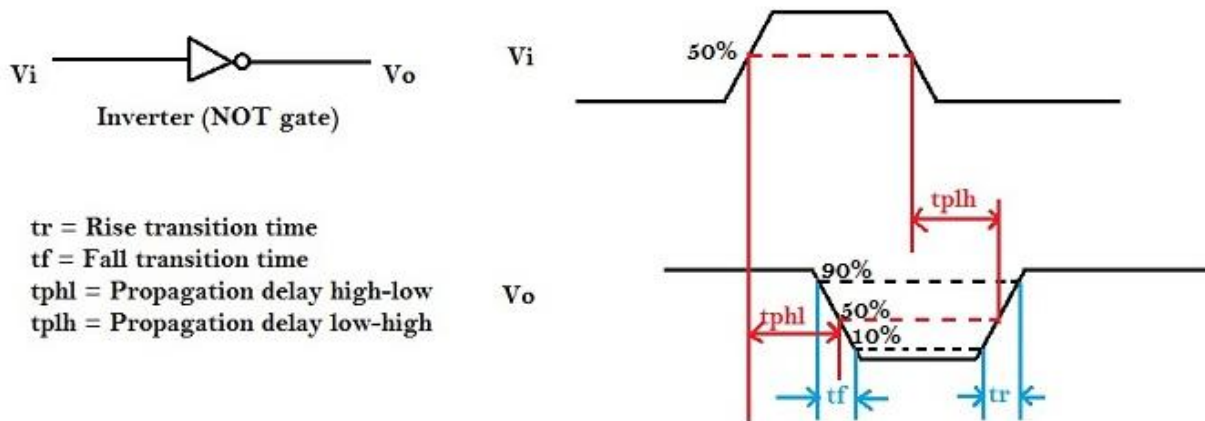 Vi
Vo
Inverter (NOT gate)
tr = Rise transition time
tf = Fall transition time
tphl = Propagation delay high-low
tplh = Propagation delay low-high
Vi
50%
tplh
Vo
90%
50%
10%
tphl
tf
tr